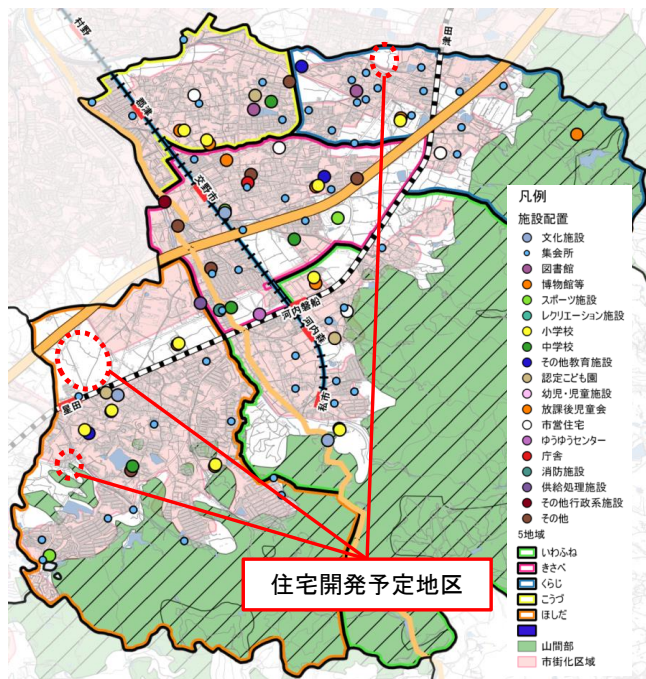 村野
津田
郡津
交野市
河内磐船
河内森
私市
星田
住宅開発予定地区
凡例
施設配置
文化施設
集会所
図書館
博物館等
スポーツ施設
レクリエーション施設
小学校
中学校
その他教育施設
認定こども園
幼児・児童施設
放課後児童会
市営住宅
ゆうゆうセンター
庁舎
消防施設
供給処理施設
その他行政系施設
その他
5地域
いわふね
きさべ
くらじ
こうづ
ほしだ
山間部
市街化区域